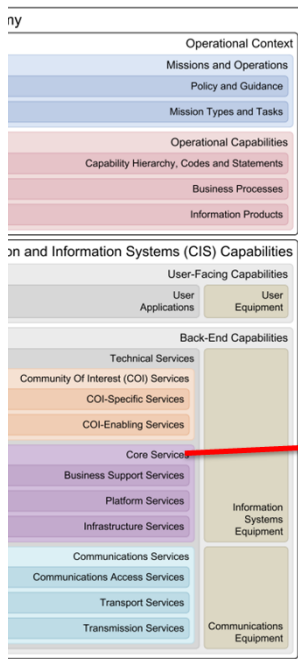 ny
Operational Context
Missions and Operations
Policy and Guidance
Mission Types and Tasks
Operational Capabilities
Capability Hierarchy, Codes and Statements
Business Processes
Information Products
on and Information Systems (CIS) Capabilities
User-Facing Capabilities
User
Applications
User
Equipment
Back-End Capabilities
Technical Services
Community Of Interest (COI) Services
COI-Specific Services
COI-Enabling Services
Core Services
Business Support Services
Platform Services
Infrastructure Services
Information
Systems
Equipment
Communications Services
Communications Access Services
Transport Services
Transmission Services
Communications
Equipment